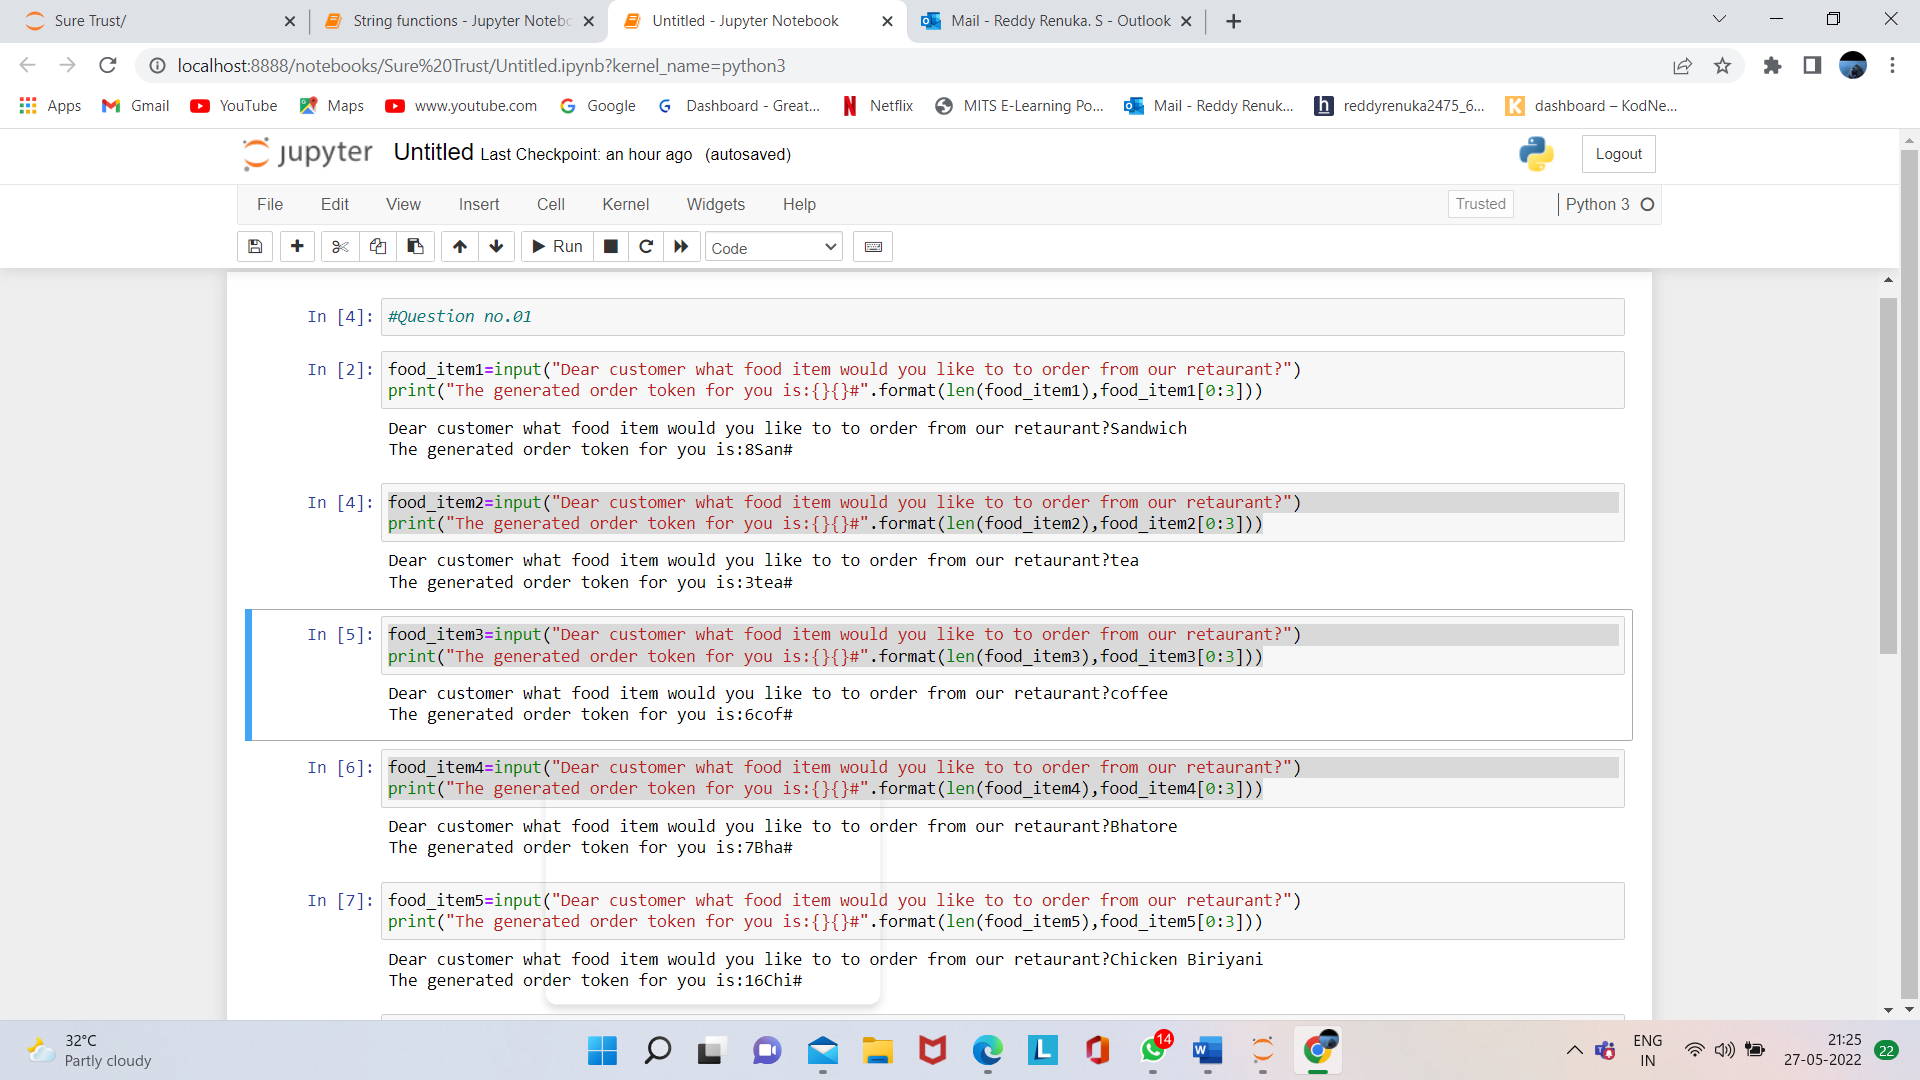 Sure Trust/
String functions - Jupyter Notebo
Untitled - Jupyter Notebook
Mail - Reddy Renuka. S - Outlook
localhost:8888/notebooks/Sure%20Trust/Untitled.ipynb?kernel_name=python3
Apps Gmail YouTube Maps www.youtube.com Google Dashboard - Great... Netflix MITS E-Learning Po... Mail - Reddy Renuk... reddyrenuka2475_6... dashboard – KodNe...
jupyter Untitled Last Checkpoint: an hour ago (autosaved)
Logout
File Edit View Insert Cell Kernel Widgets Help
Trusted
Python 3
Run
Code
In [4]: #Question no.01
In [2]: food_item1=input("Dear customer what food item would you like to to order from our retaurant?")
print("The generated order token for you is:{}{}#".format(len(food_item1),food_item1[0:3]))
Dear customer what food item would you like to to order from our retaurant?Sandwich
The generated order token for you is:8San#
In [4]: food_item2=input("Dear customer what food item would you like to to order from our retaurant?")
print("The generated order token for you is:{}{}#".format(len(food_item2),food_item2[0:3]))
Dear customer what food item would you like to to order from our retaurant?tea
The generated order token for you is:3tea#
In [5]: food_item3=input("Dear customer what food item would you like to to order from our retaurant?")
print("The generated order token for you is:{}{}#".format(len(food_item3),food_item3[0:3]))
Dear customer what food item would you like to to order from our retaurant?coffee
The generated order token for you is:6cof#
In [6]: food_item4=input("Dear customer what food item would you like to to order from our retaurant?")
print("The generated order token for you is:{}{}#".format(len(food_item4),food_item4[0:3]))
Dear customer what food item would you like to to order from our retaurant?Bhatore
The generated order token for you is:7Bha#
In [7]: food_item5=input("Dear customer what food item would you like to to order from our retaurant?")
print("The generated order token for you is:{}{}#".format(len(food_item5),food_item5[0:3]))
Dear customer what food item would you like to to order from our retaurant?Chicken Biriyani
The generated order token for you is:16Chi#
32°C
Partly cloudy
14
ENG
IN
21:25
27-05-2022
22